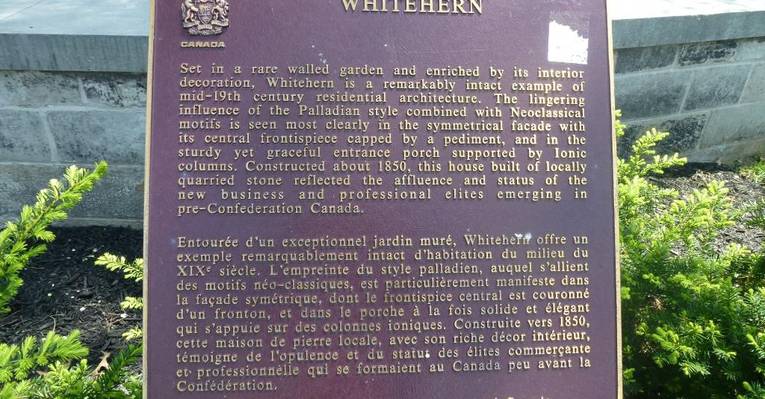 WHITEHERN
CANADA
Set in a rare walled garden and enriched by its interior
decoration, Whitehern is a remarkably intact example of
mid-19th century residential architecture. The lingering
influence of the Palladian style combined with Neoclassical
motifs is seen most clearly in the symmetrical facade with
its central frontispiece capped by a pediment, and in the
sturdy yet graceful entrance porch supported by Ionic
columns. Constructed about 1850, this house built of locally
quarried stone reflected the affluence and status of the
new business and professional elites emerging in
pre-Confederation Canada.
Entourée d'un exceptionnel jardin muré, Whitehern offre un
exemple remarquablement intact d'habitation du milieu du
XIXe siècle. L'empreinte du style palladien, auquel s'allient
des motifs néo-classiques, est particulièrement manifeste dans
la façade symétrique, dont le frontispice central est couronné
d'un fronton, et dans le porche à la fois solide et élégant
qui s'appuie sur des colonnes ioniques. Construite vers 1850,
cette maison de pierre locale, avec son riche décor intérieur,
témoigne de l'opulence et du statut des élites commerçante
et professionnelle qui se formaient au Canada peu avant la
Confédération.